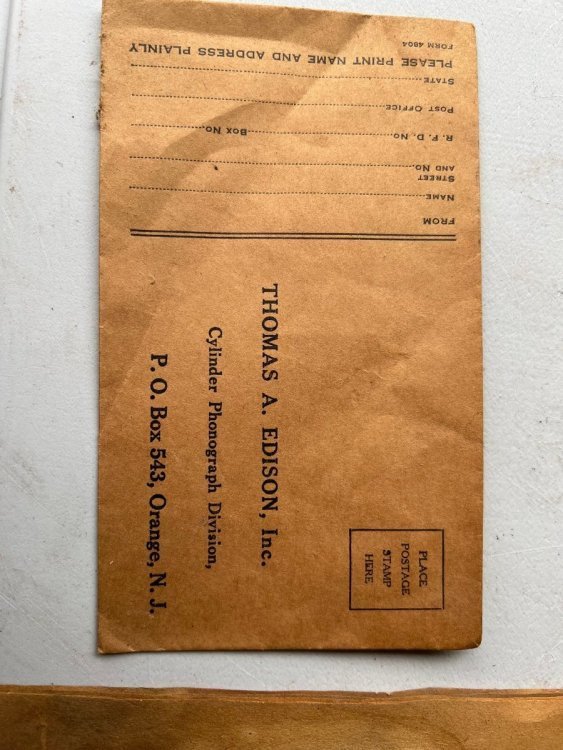 FROM
NAME
STREET
AND NO.
R. F. D. NO. BOX NO.
POST OFFICE
STATE
PLEASE PRINT NAME AND ADDRESS PLAINLY
FORM 4804
PLACE
POSTAGE
STAMP
HERE
THOMAS A. EDISON, Inc.
Cylinder Phonograph Division,
P. O. Box 543, Orange, N. J.